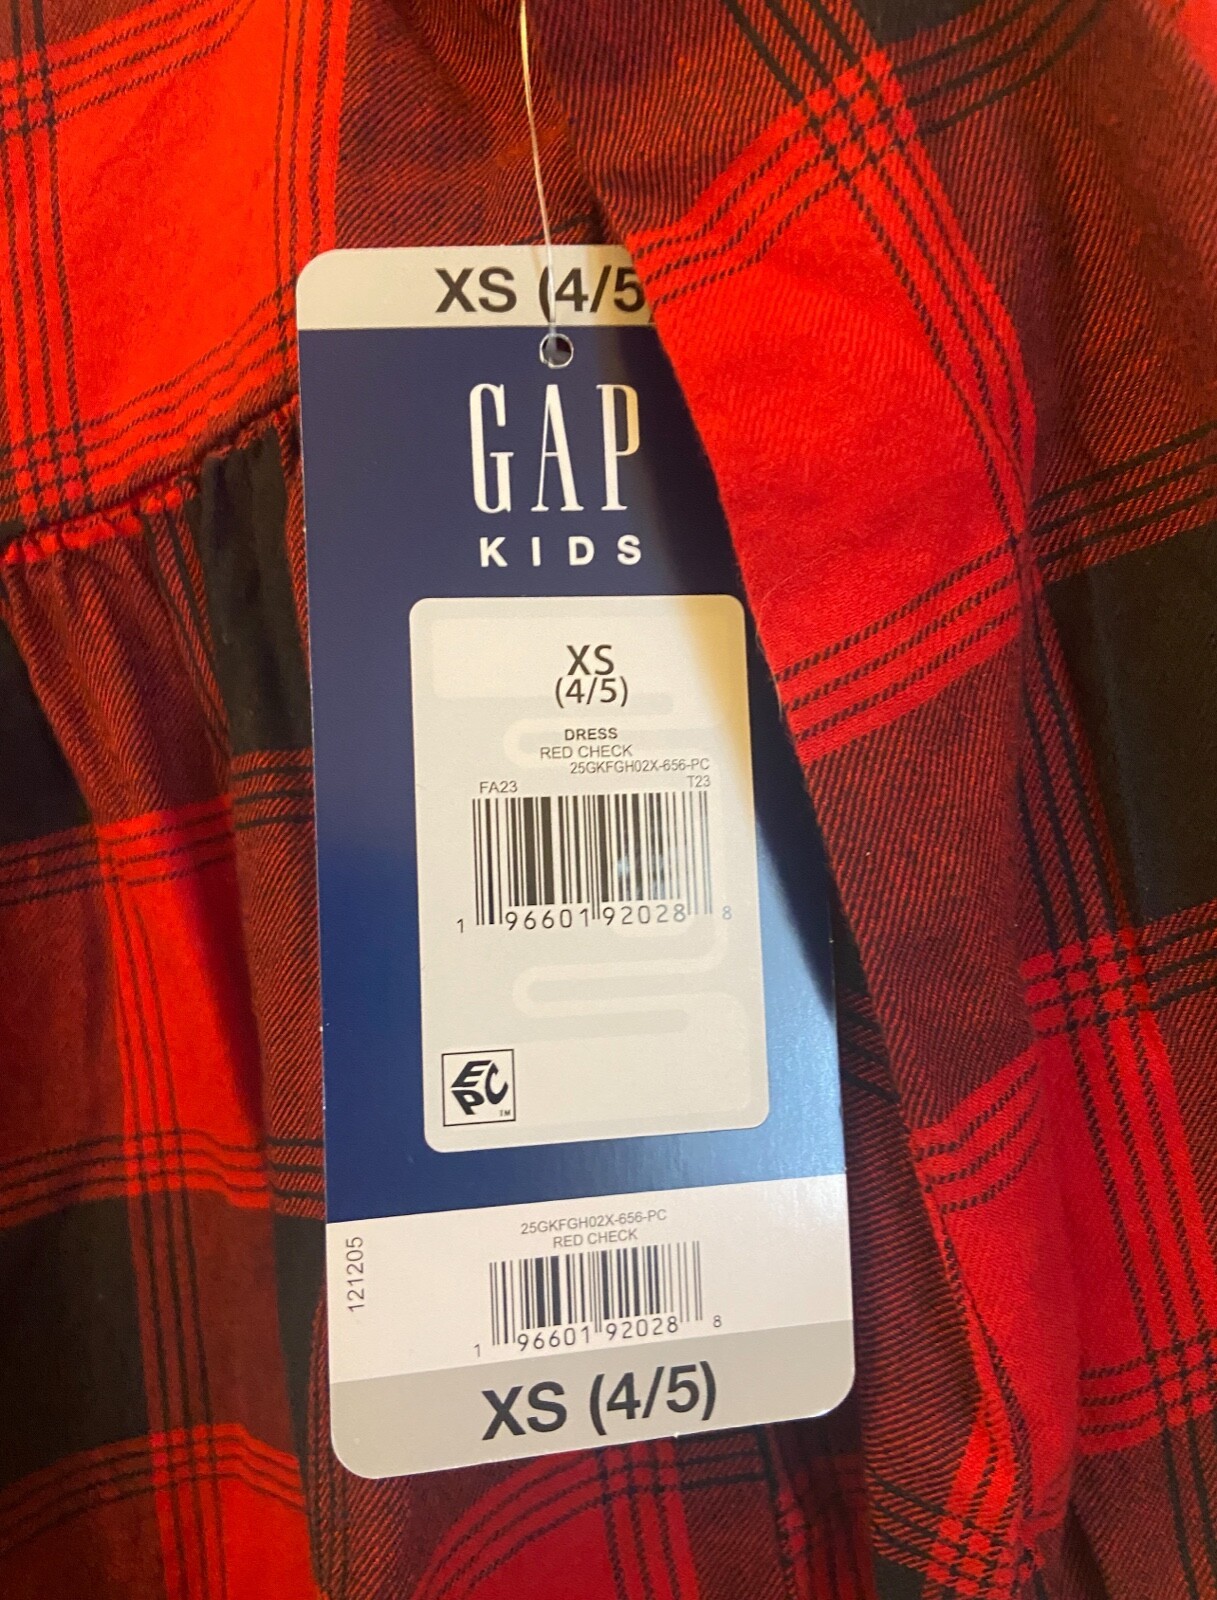 XS (4/5
GAP
KIDS
XS
(4/5)
DRESS
RED CHECK
25GKFGH02X-656-PC
FA23 T23
1 96601 92028 8
EPC TM
25GKFGH02X-656-PC
RED CHECK
121205
1 96601 92028 8
XS (4/5)